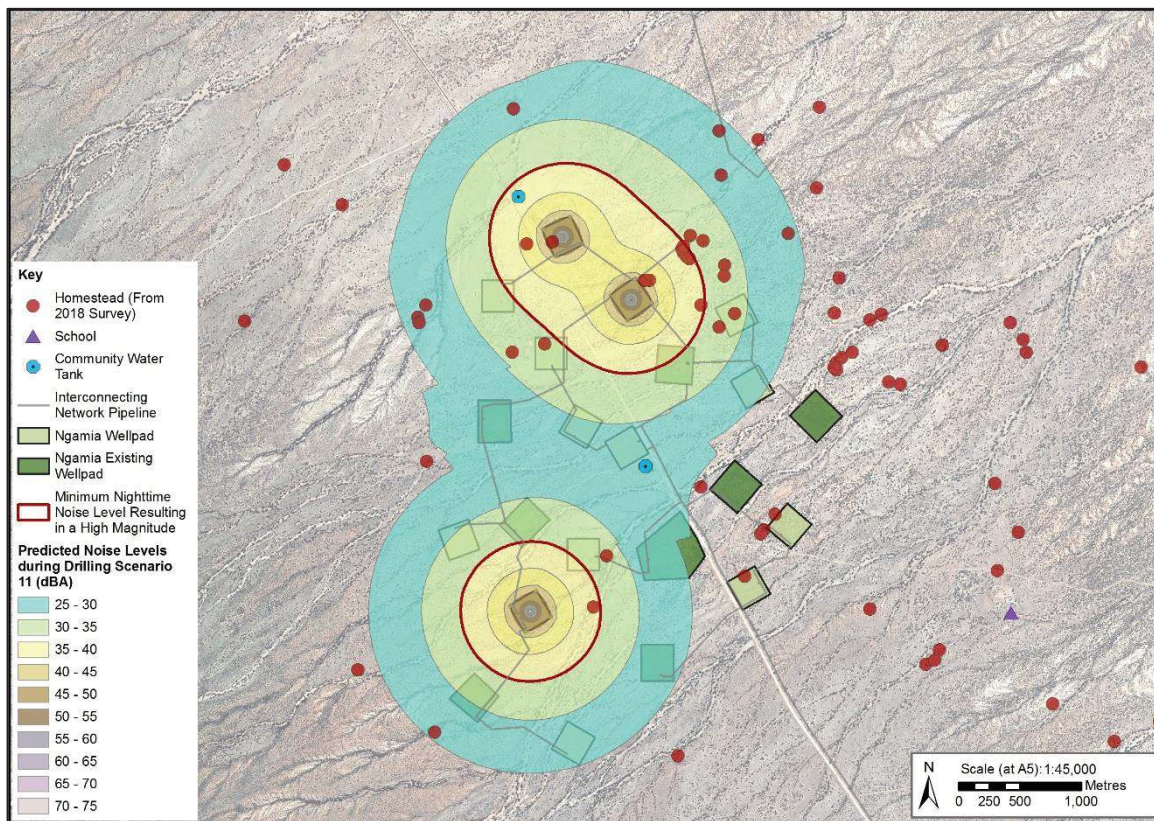 Key
Homestead (From
2018 Survey)
School
Community Water
Tank
Interconnecting
Network Pipeline
Ngamia Wellpad
Ngamia Existing
Wellpad
Minimum Nighttime
Noise Level Resulting
in a High Magnitude
Predicted Noise Levels
during Drilling Scenario
11 (dBA)
25 - 30
30 - 35
35 - 40
40 - 45
45 - 50
50 - 55
55 - 60
60 - 65
65 - 70
70 - 75
N
Scale (at A5): 1:45,000
Metres
0 250 500 1,000